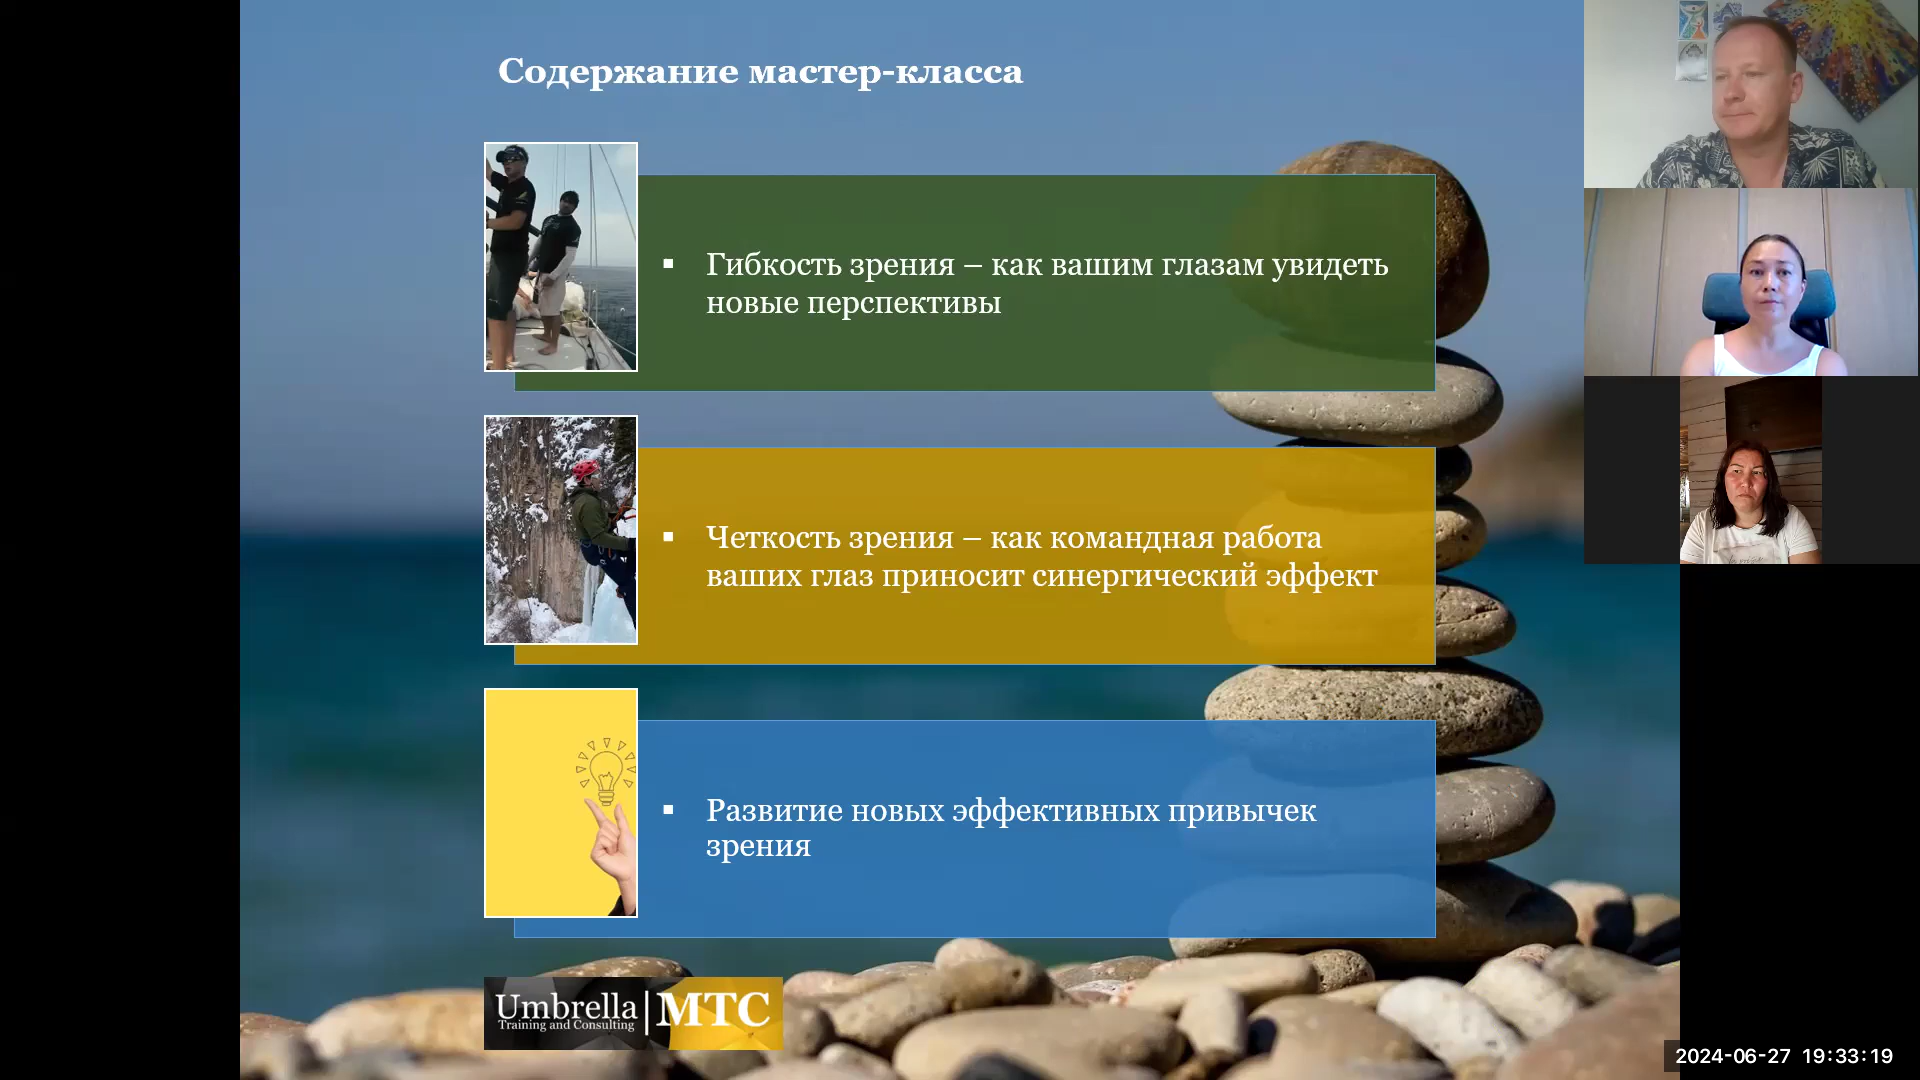 Содержание мастер-класса
▪ Гибкость зрения – как вашим глазам увидеть
новые перспективы
▪ Четкость зрения – как командная работа
ваших глаз приносит синергический эффект
▪ Развитие новых эффективных привычек
зрения
Umbrella|MTC
Training and Consulting
2024-06-27 19:33:19